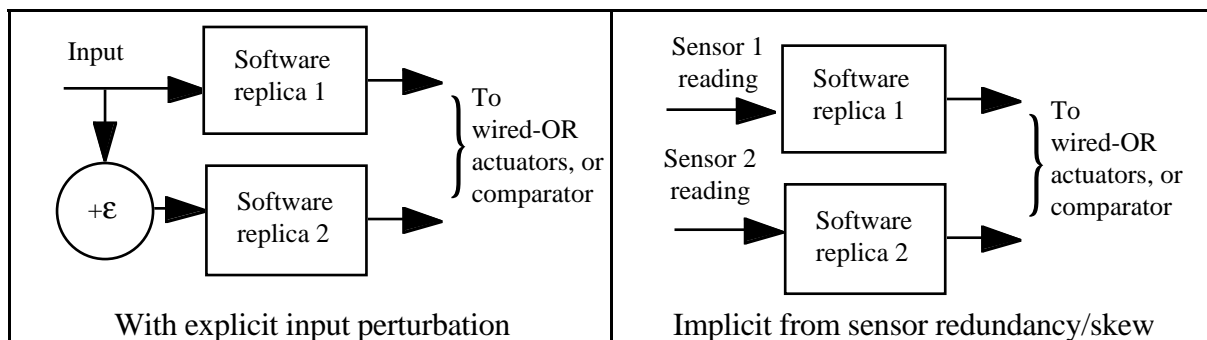 Input
Software
replica 1
To
wired-OR
actuators, or
comparator
+ε
Software
replica 2
With explicit input perturbation
Sensor 1
reading
Software
replica 1
Sensor 2
reading
To
wired-OR
actuators, or
comparator
Software
replica 2
Implicit from sensor redundancy/skew